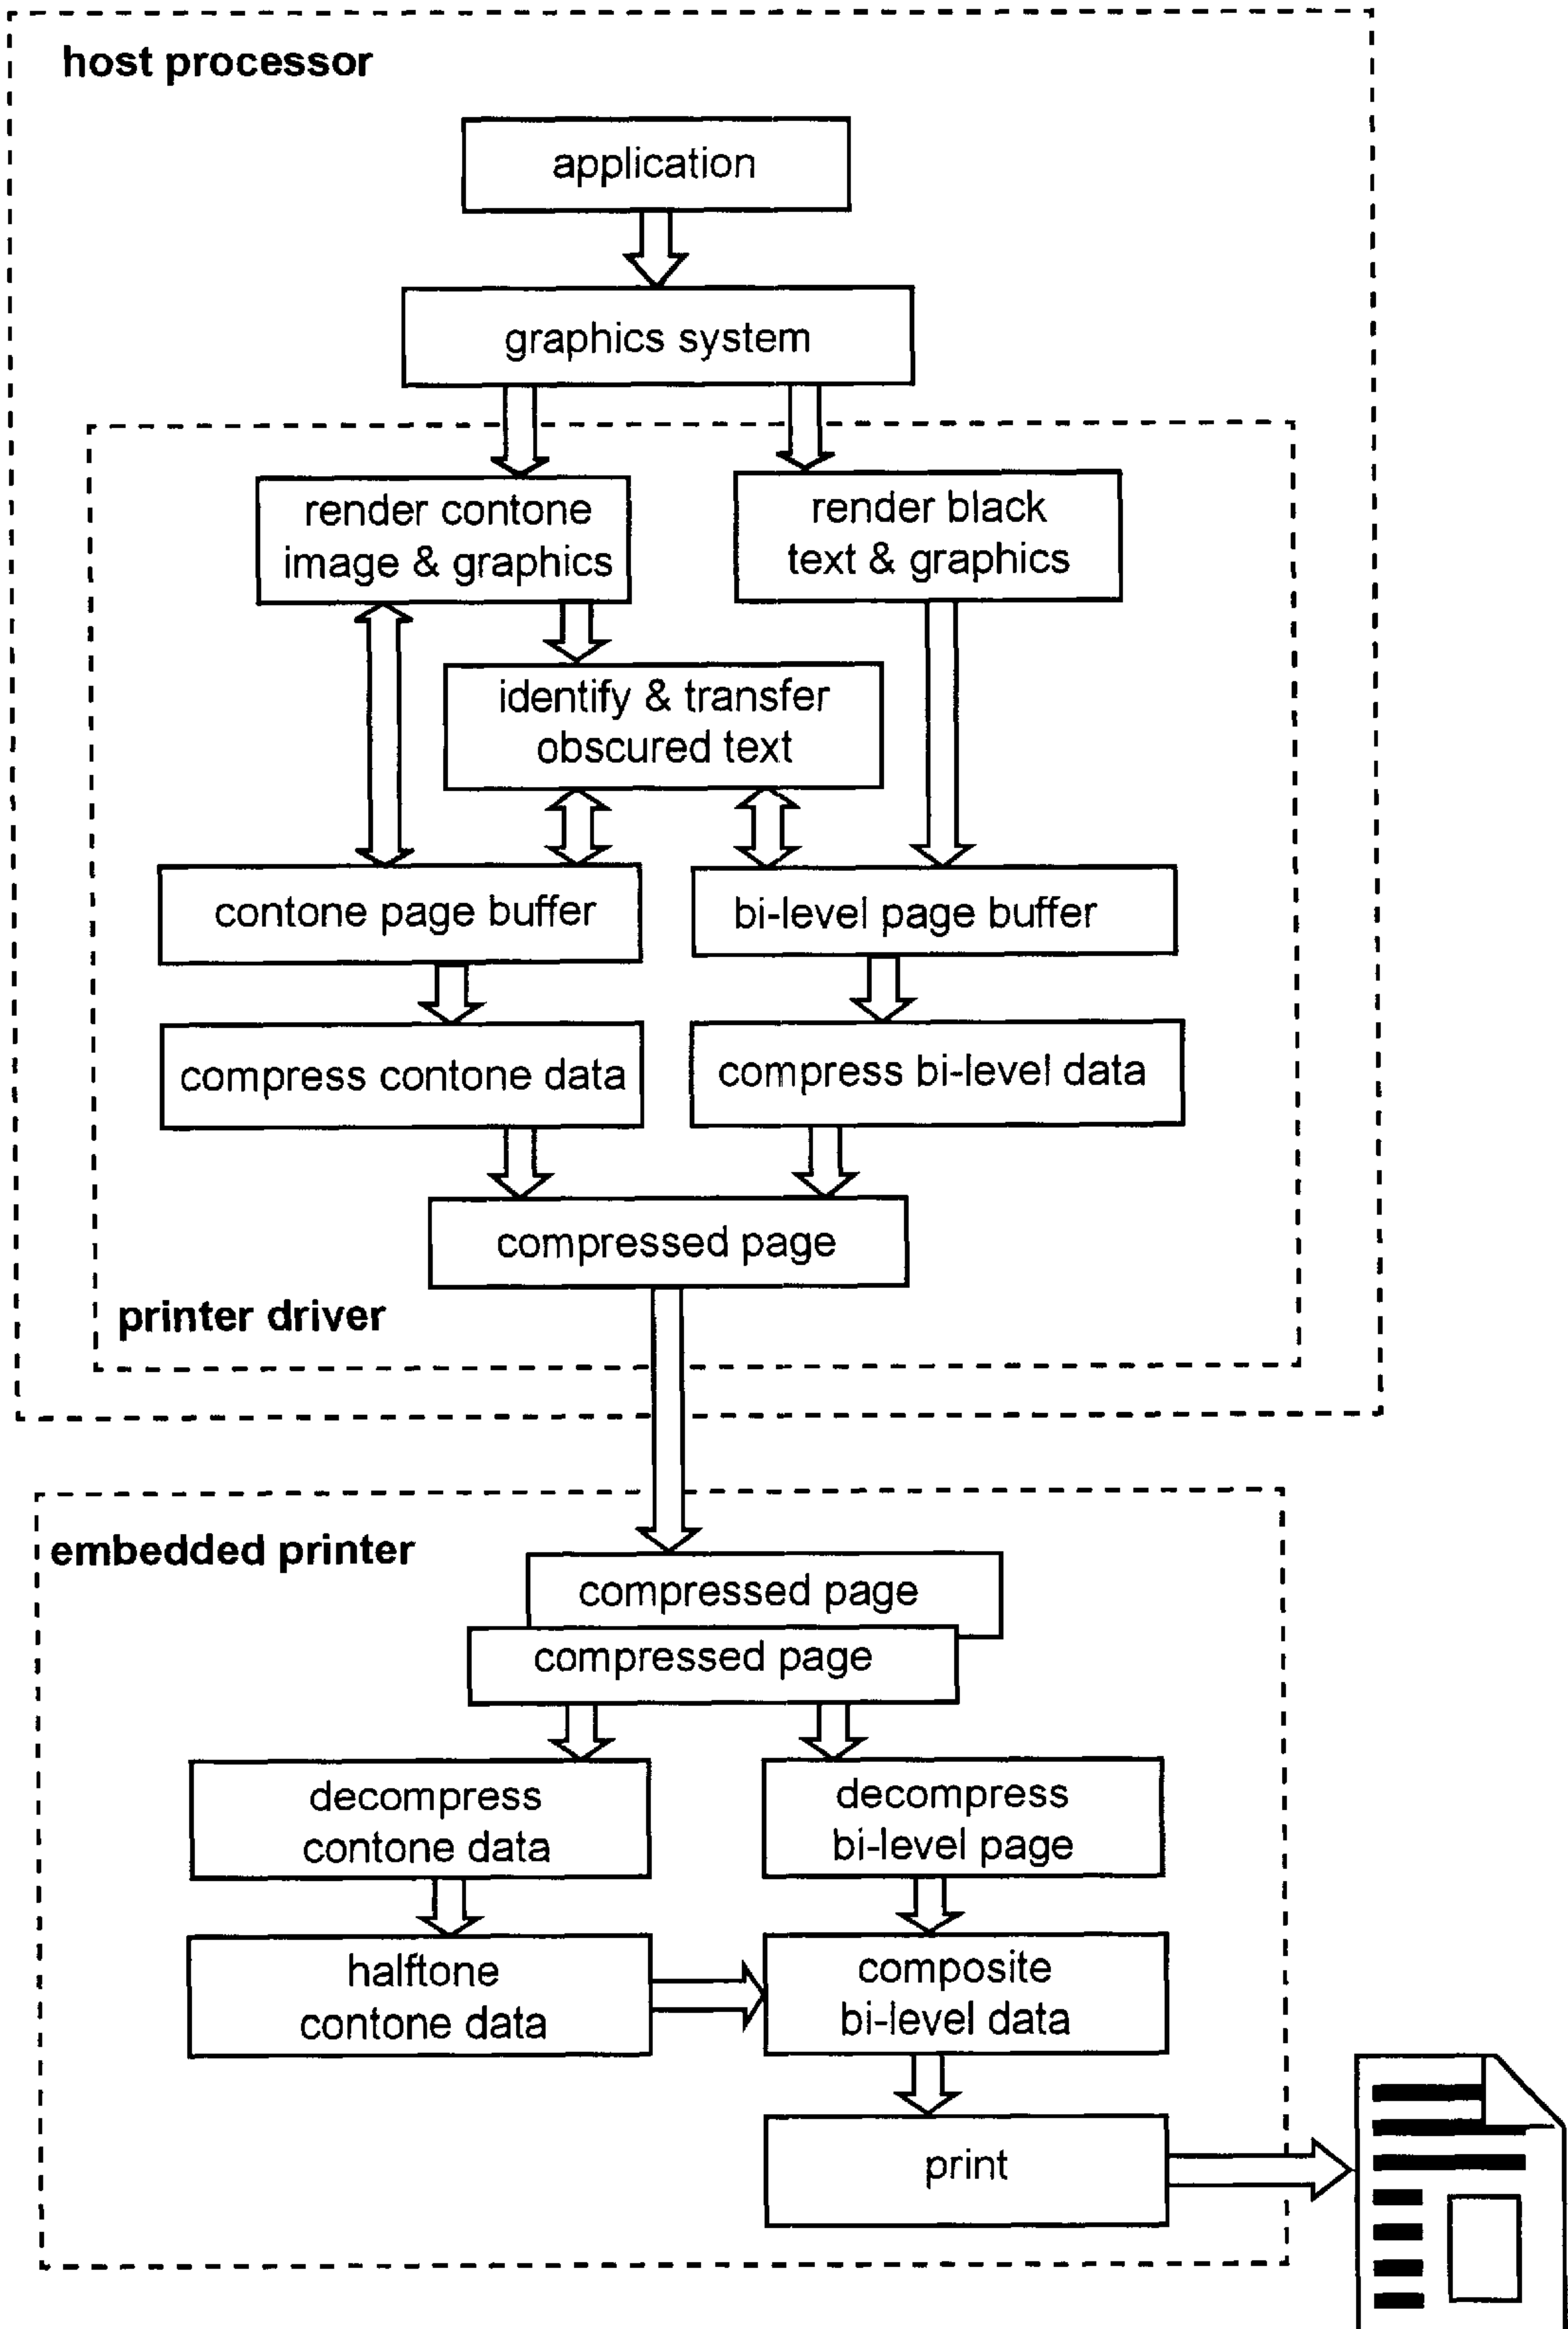 host processor
application
graphics system
render contone
image & graphics
render black
text & graphics
identify & transfer
obscured text
contone page buffer
bi-level page buffer
compress contone data
compress bi-level data
compressed page
printer driver
embedded printer
compressed page
compressed page
decompress
contone data
decompress
bi-level page
halftone
contone data
composite
bi-level data
print